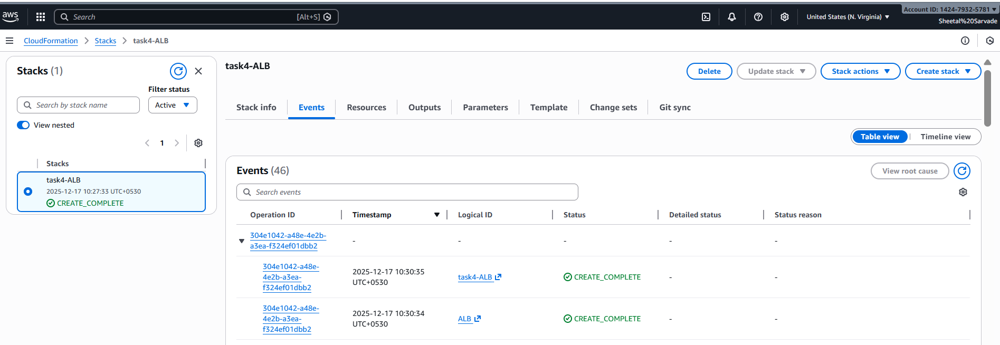 aws
Search
[Alt+S]
United States (N. Virginia)
Account ID: 1424-7932-5781
Sheetal%20Sarvade
CloudFormation
Stacks
task4-ALB
Stacks (1)
Filter status
Search by stack name
Active
View nested
1
Stacks
task4-ALB
2025-12-17 10:27:33 UTC+0530
CREATE_COMPLETE
task4-ALB
Delete
Update stack
Stack actions
Create stack
Stack info
Events
Resources
Outputs
Parameters
Template
Change sets
Git sync
Table view
Timeline view
Events (46)
View root cause
Search events
Operation ID
Timestamp
Logical ID
Status
Detailed status
Status reason
304e1042-a48e-4e2b-
a3ea-f324ef01dbb2
-
-
-
-
-
304e1042-a48e-
4e2b-a3ea-
f324ef01dbb2
2025-12-17 10:30:35
UTC+0530
task4-ALB
CREATE_COMPLETE
-
-
304e1042-a48e-
4e2b-a3ea-
f324ef01dbb2
2025-12-17 10:30:34
UTC+0530
ALB
CREATE_COMPLETE
-
-